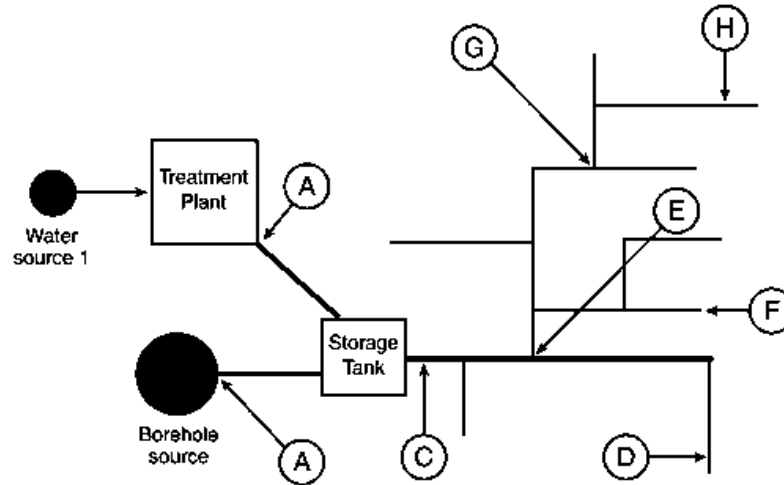 H
G
Treatment
Plant
A
E
Water
source 1
F
Storage
Tank
Borehole
source
A
C
D